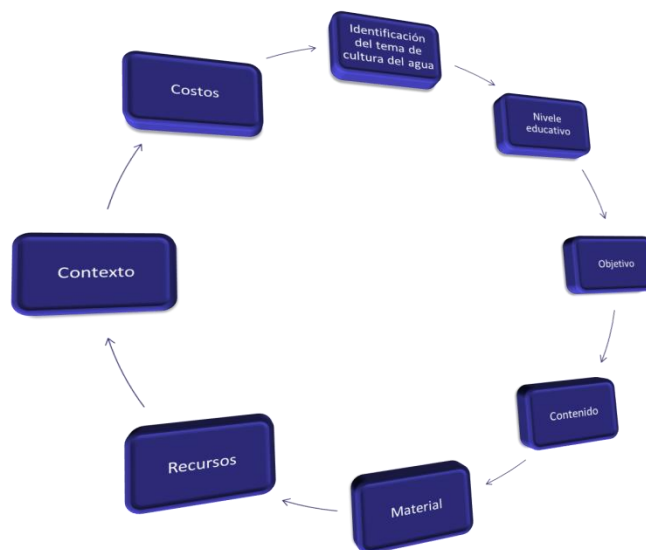 Identificación
del tema de
cultura del agua
Nivele
educativo
Objetivo
Contenido
Material
Recursos
Contexto
Costos